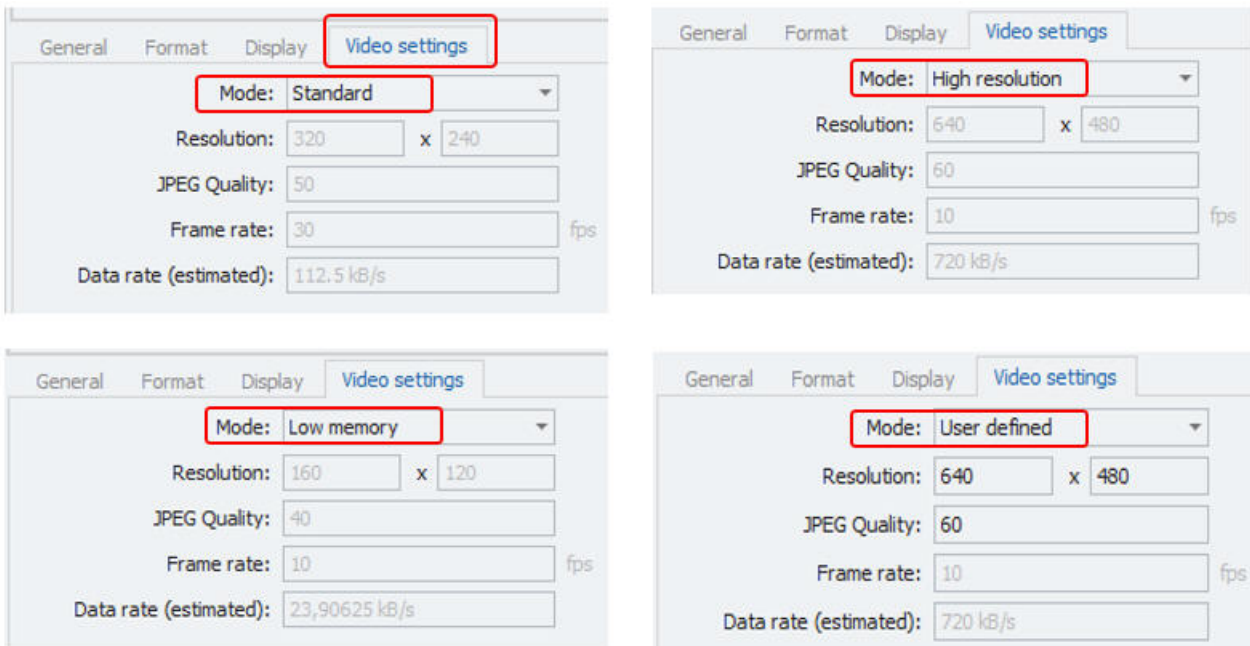 General Format Display Video settings
Mode: Standard
Resolution: 320 x 240
JPEG Quality: 50
Frame rate: 30 fps
Data rate (estimated): 112.5 kB/s
General Format Display Video settings
Mode: High resolution
Resolution: 640 x 480
JPEG Quality: 60
Frame rate: 10 fps
Data rate (estimated): 720 kB/s
General Format Display Video settings
Mode: Low memory
Resolution: 160 x 120
JPEG Quality: 40
Frame rate: 10 fps
Data rate (estimated): 23,90625 kB/s
General Format Display Video settings
Mode: User defined
Resolution: 640 x 480
JPEG Quality: 60
Frame rate: 10 fps
Data rate (estimated): 720 kB/s